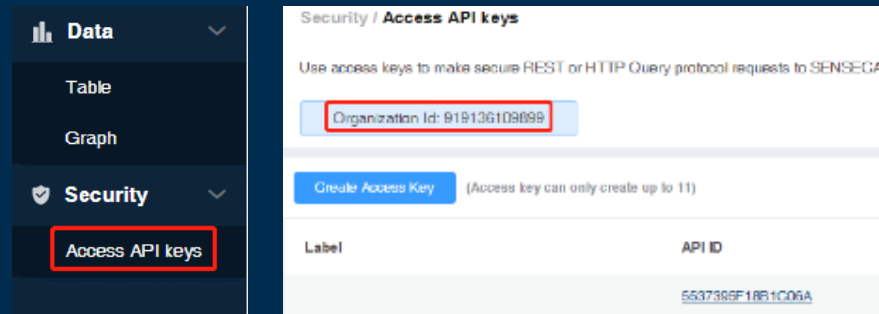 Data
Table
Graph
Security
Access API keys
Security / Access API keys
Use access keys to make secure REST or HTTP Query protocol requests to SENSECA
Organization Id: 919136109899
Create Access Key
(Access key can only create up to 11)
Label
API ID
5537395F18B1C06A